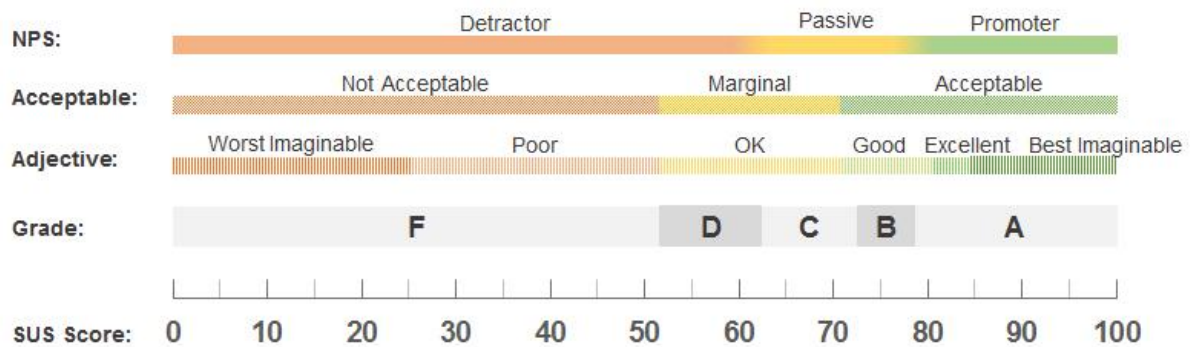 NPS: Detractor Passive Promoter
Acceptable: Not Acceptable Marginal Acceptable
Adjective: Worst Imaginable Poor OK Good Excellent Best Imaginable
Grade: F D C B A
SUS Score: 0 10 20 30 40 50 60 70 80 90 100